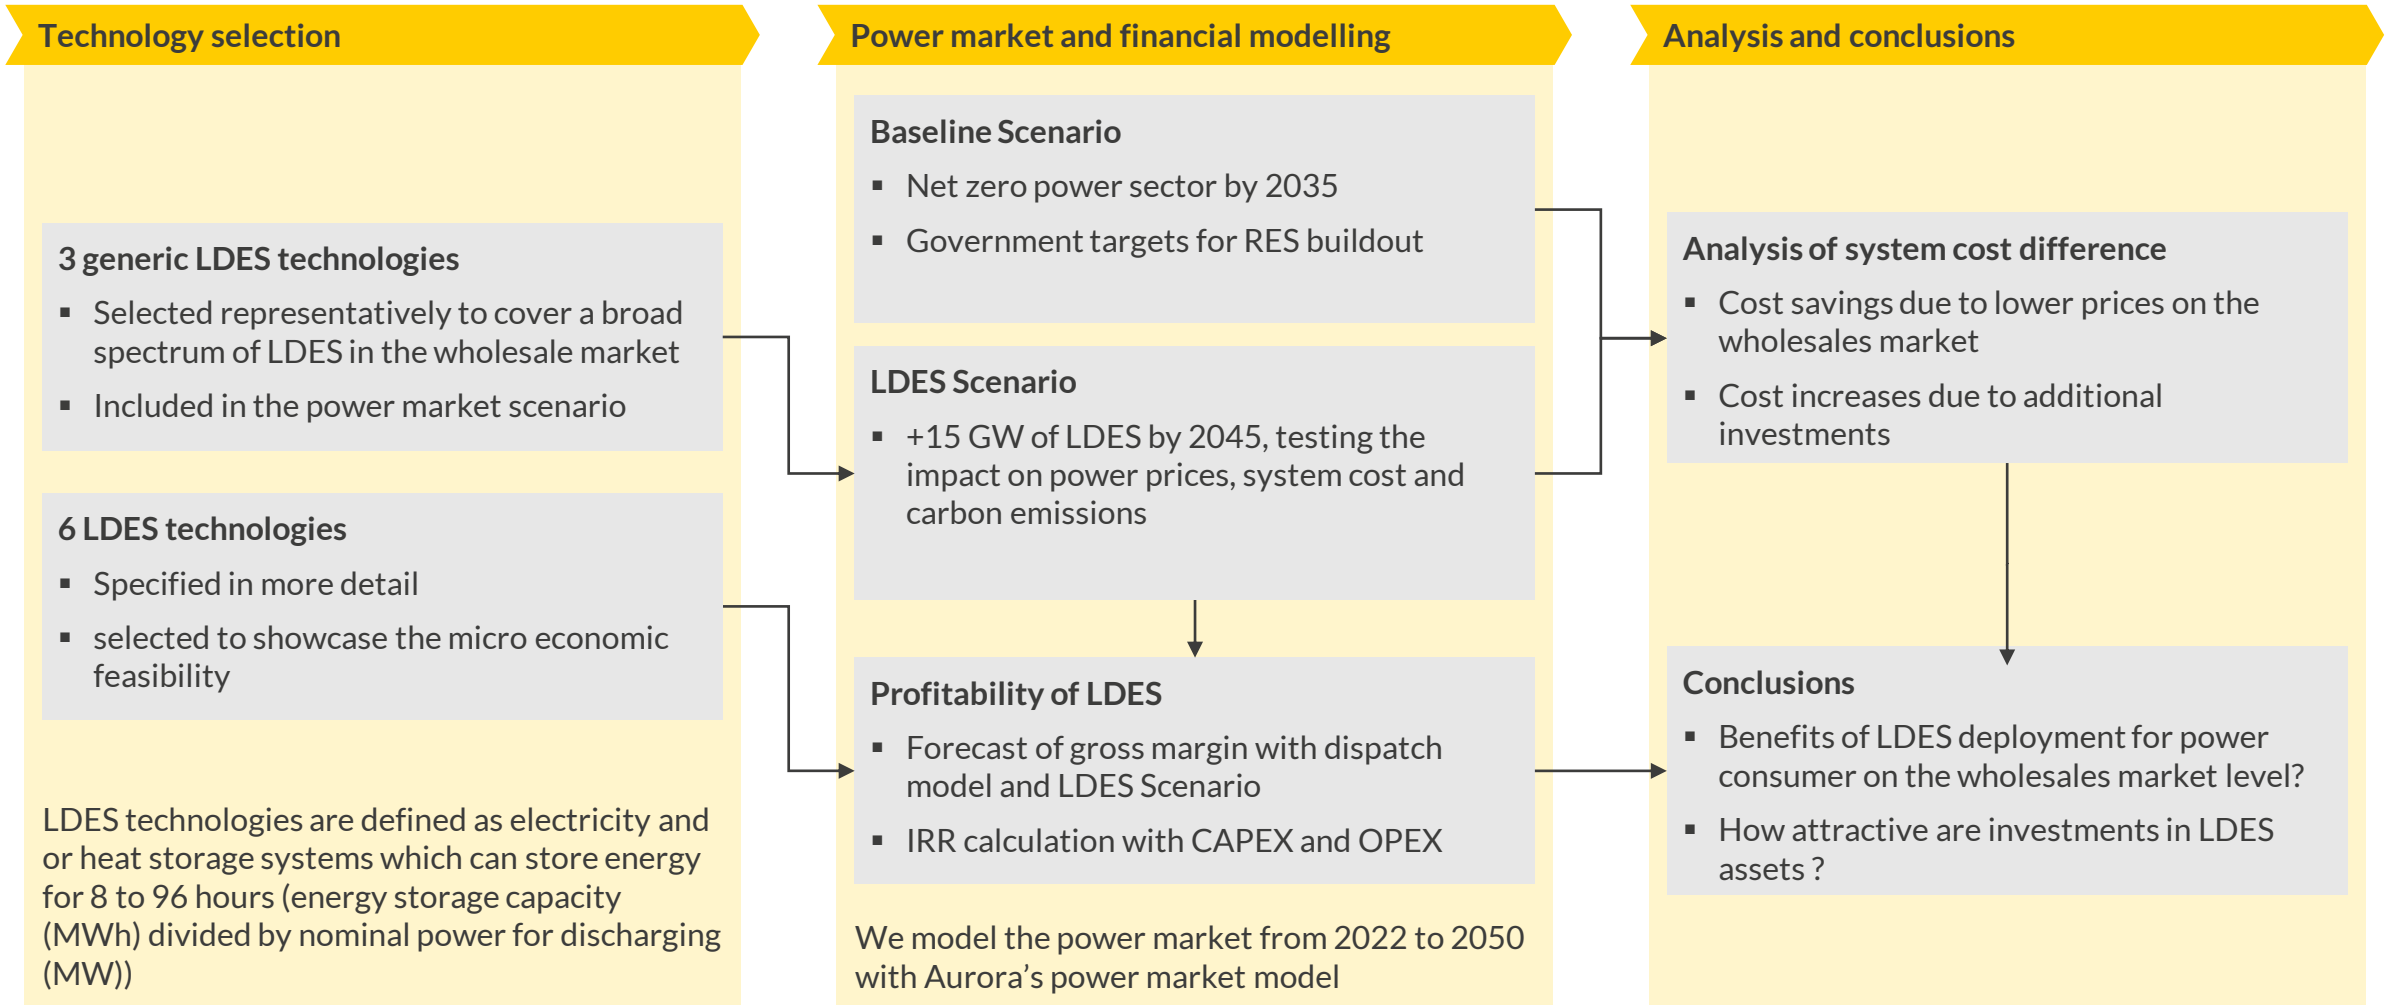 Technology selection
3 generic LDES technologies
▪ Selected representatively to cover a broad
spectrum of LDES in the wholesale market
▪ Included in the power market scenario
6 LDES technologies
▪ Specified in more detail
▪ selected to showcase the micro economic
feasibility
LDES technologies are defined as electricity and
or heat storage systems which can store energy
for 8 to 96 hours (energy storage capacity
(MWh) divided by nominal power for discharging
(MW))
Power market and financial modelling
Baseline Scenario
▪ Net zero power sector by 2035
▪ Government targets for RES buildout
LDES Scenario
▪ +15 GW of LDES by 2045, testing the
impact on power prices, system cost and
carbon emissions
Profitability of LDES
▪ Forecast of gross margin with dispatch
model and LDES Scenario
▪ IRR calculation with CAPEX and OPEX
We model the power market from 2022 to 2050
with Aurora's power market model
Analysis and conclusions
Analysis of system cost difference
▪ Cost savings due to lower prices on the
wholesales market
▪ Cost increases due to additional
investments
Conclusions
▪ Benefits of LDES deployment for power
consumer on the wholesales market level?
▪ How attractive are investments in LDES
assets ?